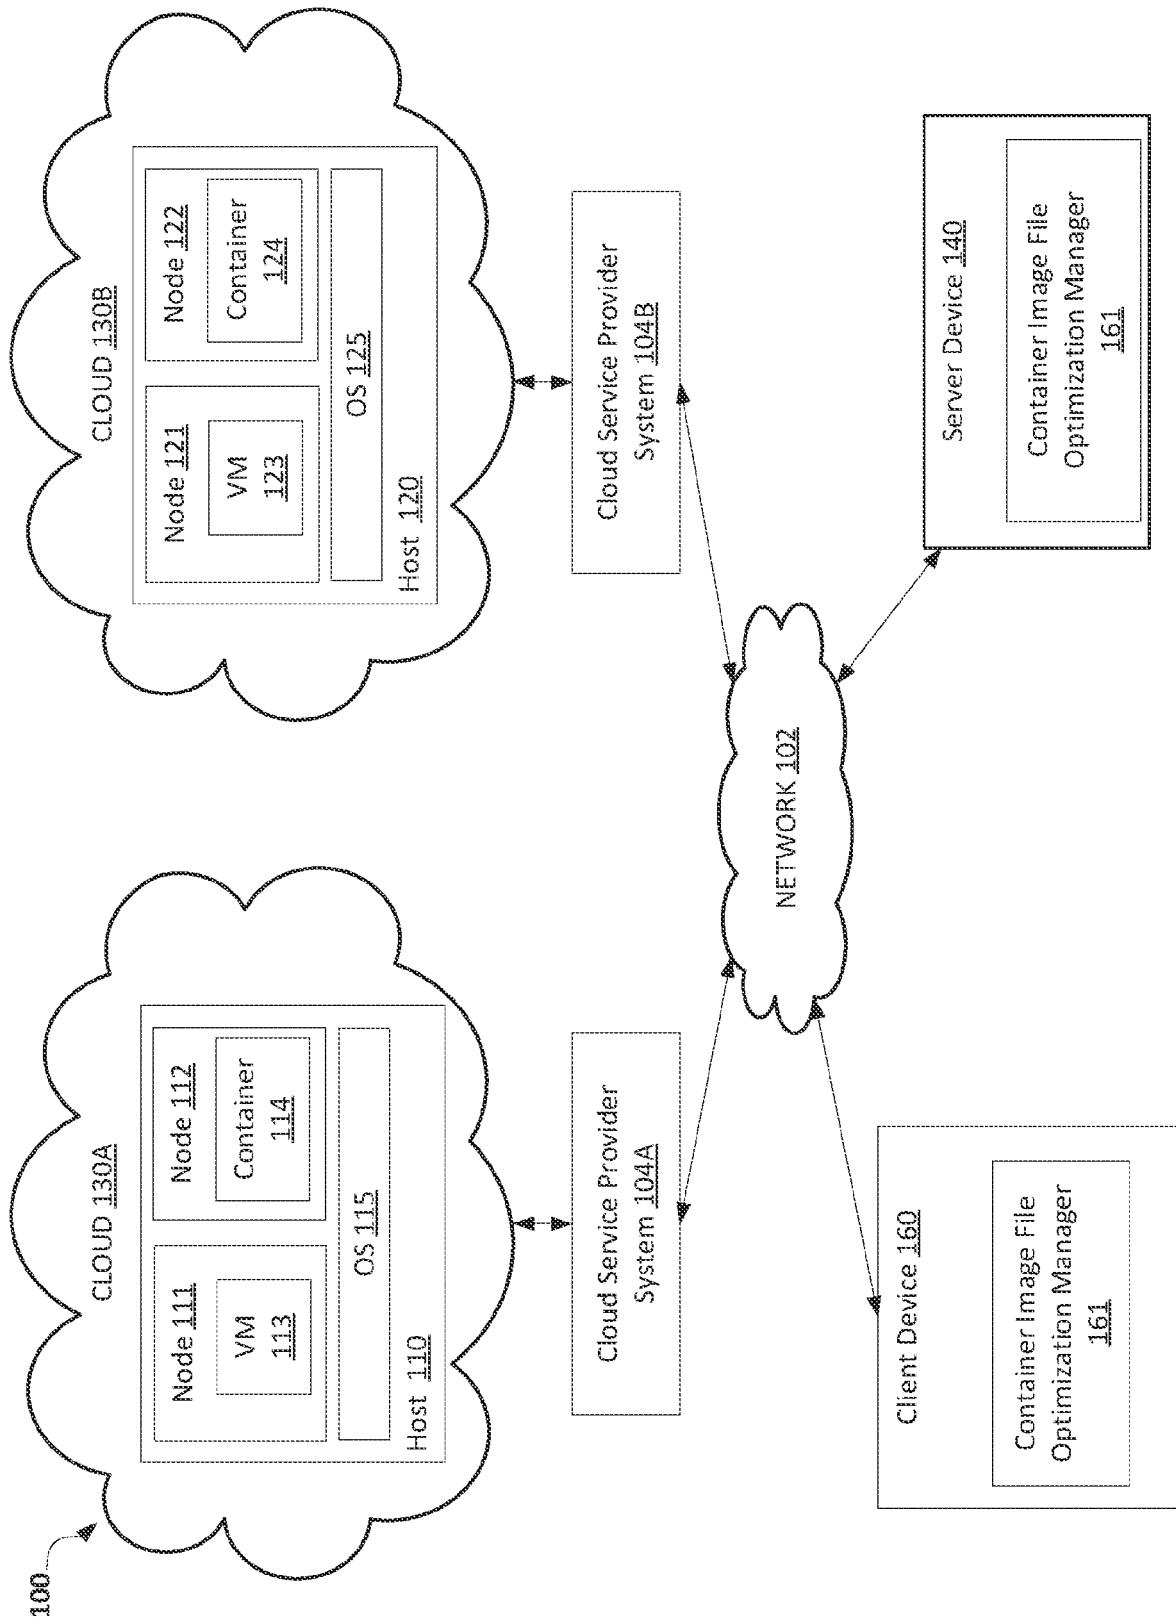 100
CLOUD 130A
Node 111
VM
113
Node 112
Container
114
OS 115
Host 110
CLOUD 130B
Node 121
VM
123
Node 122
Container
124
OS 125
Host 120
Cloud Service Provider
System 104A
Cloud Service Provider
System 104B
NETWORK 102
Client Device 160
Container Image File
Optimization Manager
161
Server Device 140
Container Image File
Optimization Manager
161